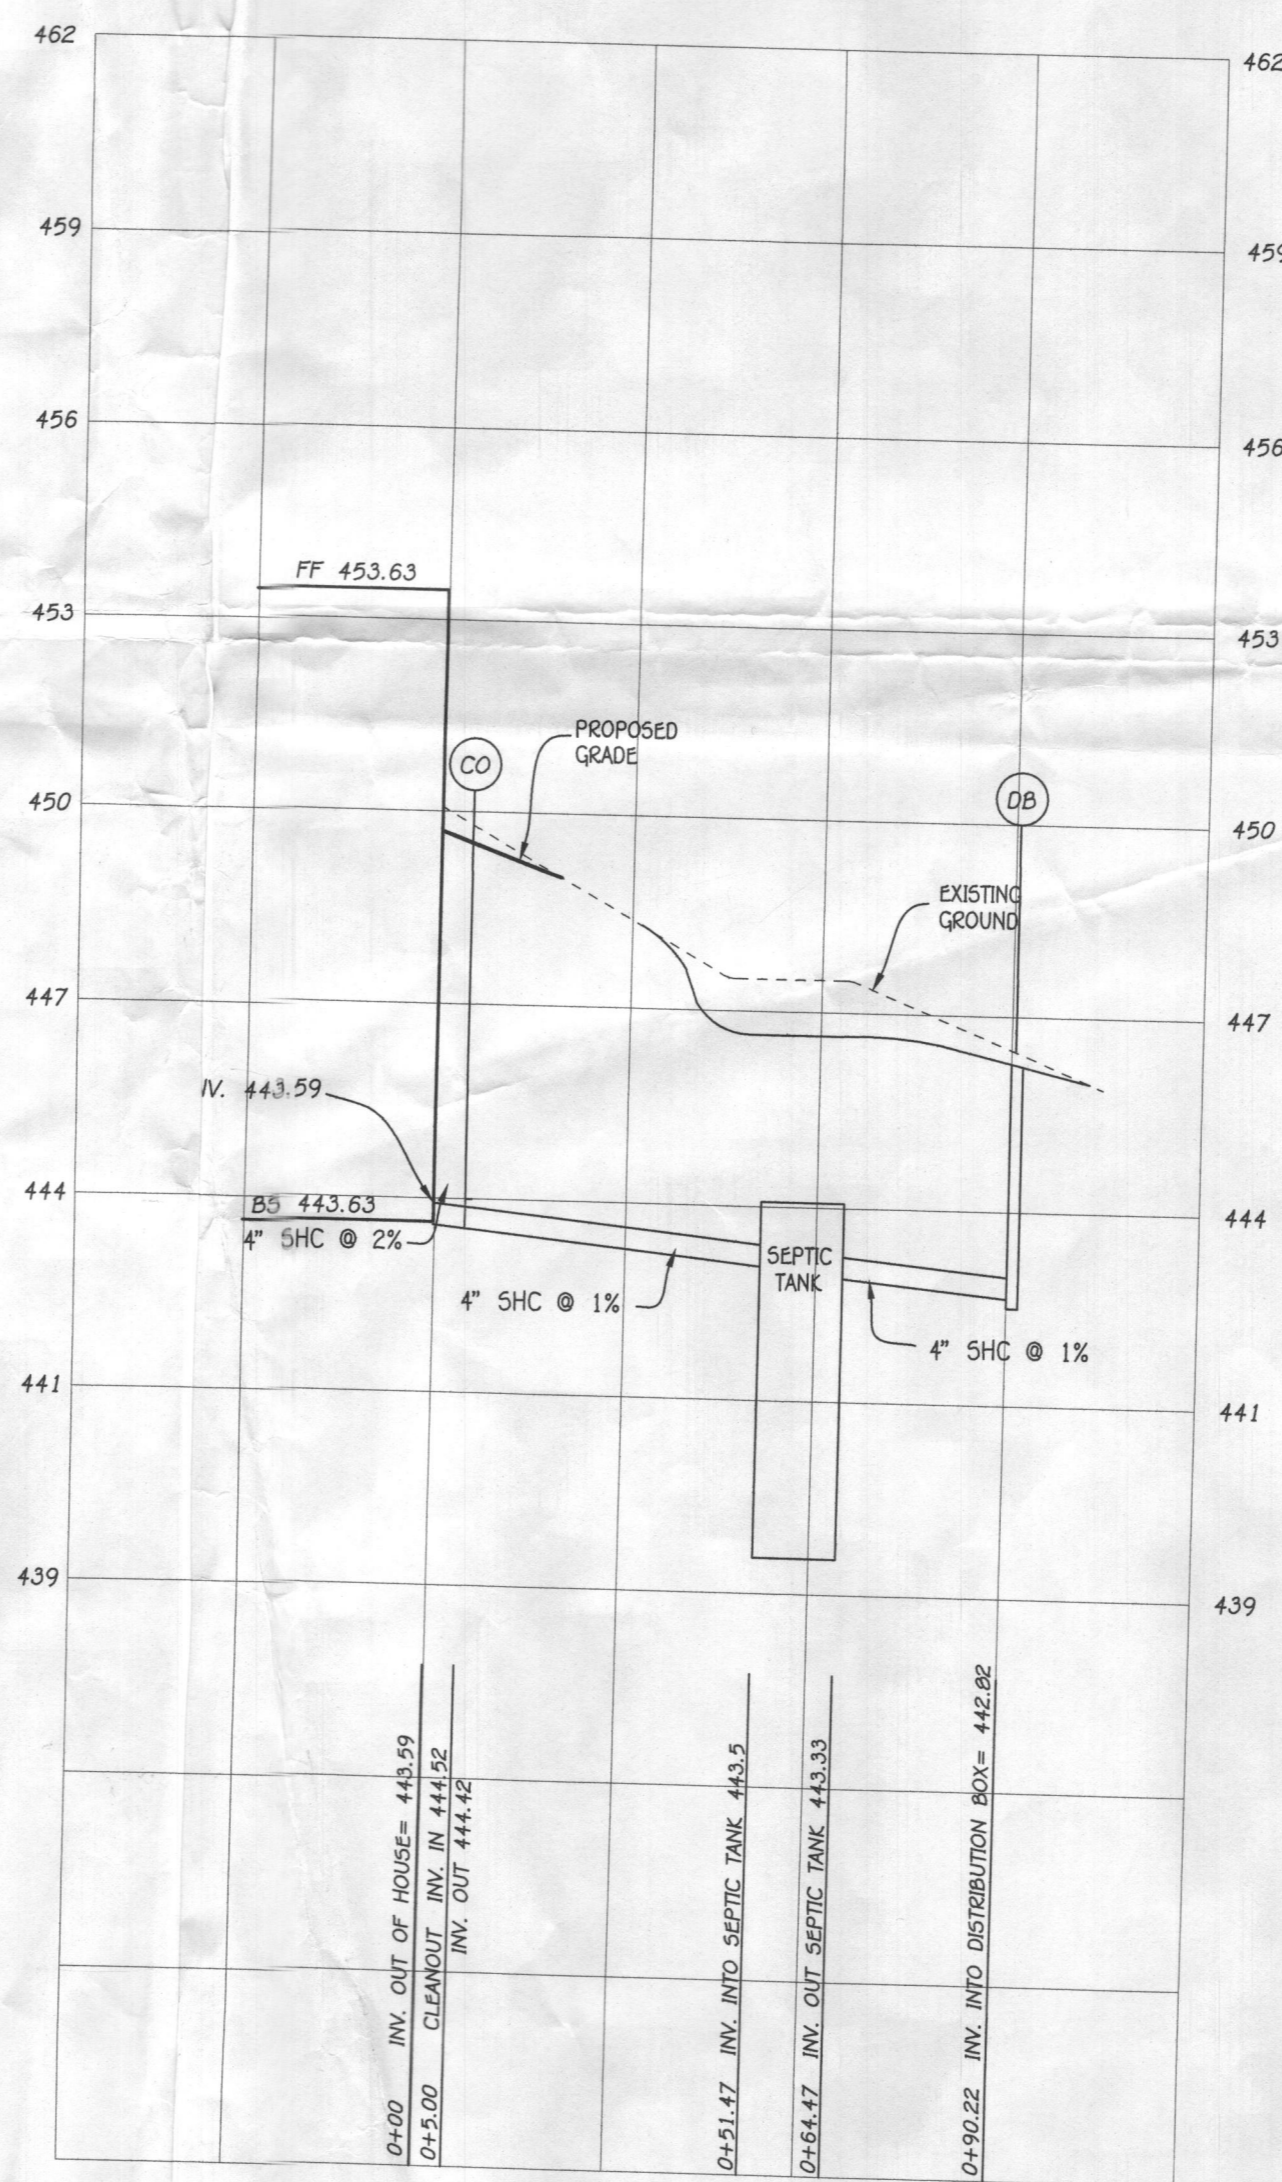 462
462
459
459
456
456
FF 453.63
453
453
PROPOSED
GRADE
CO
DB
450
450
EXISTING
GROUND
447
447
IV. 443.59
444
444
BS 443.63
4" SHC @ 2%
SEPTIC
TANK
4" SHC @ 1%
4" SHC @ 1%
441
441
439
439
0+00 INV. OUT OF HOUSE= 443.59
0+5.00 CLEANOUT INV. IN 444.52
INV. OUT 444.42
0+51.47 INV. INTO SEPTIC TANK 443.5
0+64.47 INV. OUT SEPTIC TANK 443.33
0+90.22 INV. INTO DISTRIBUTION BOX= 442.82